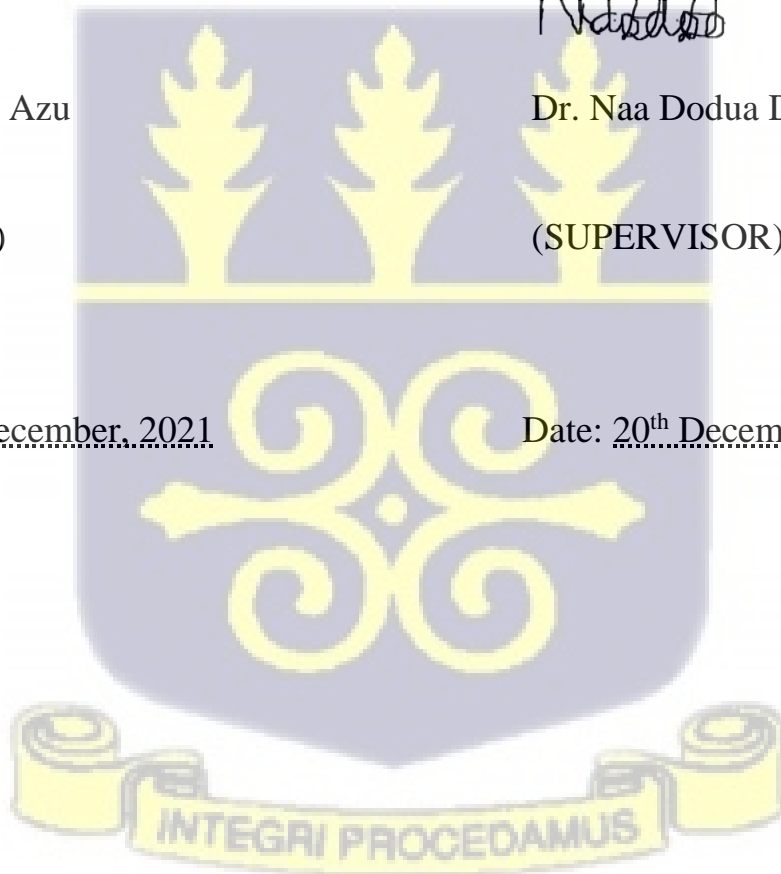 Azu Dr. Naa Dodua D
) (SUPERVISOR)
ecember, 2021 Date: 20th Decem
INTEGRI PROCEDAMUS